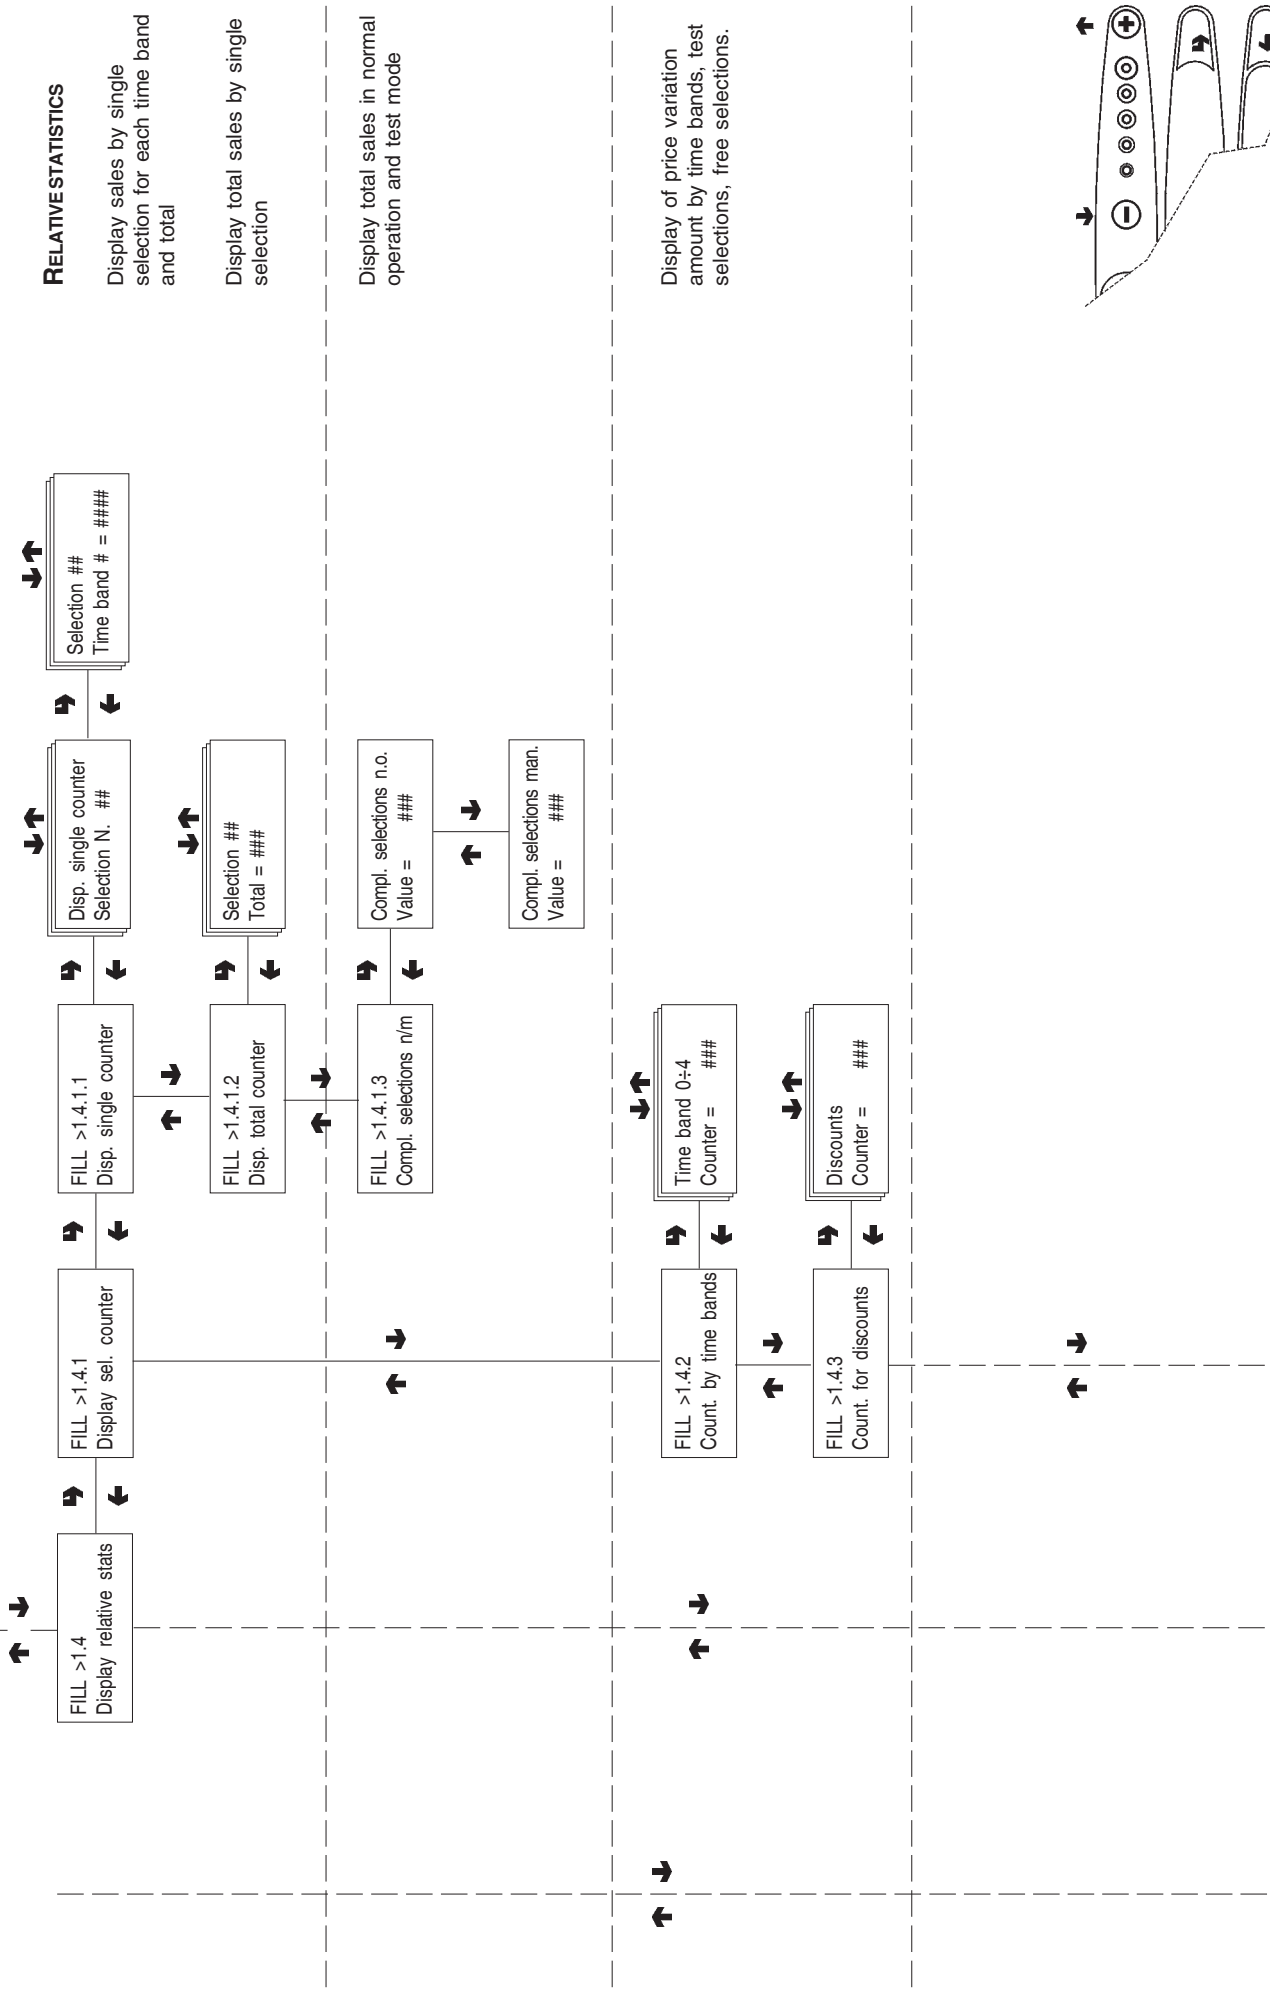 RELATIVE STATISTICS
FILL >1.4
Display relative stats
FILL >1.4.1
Display sel. counter
FILL >1.4.1.1
Disp. single counter
Disp. single counter
Selection N. ##
Selection ##
Time band # = ####
Display sales by single
selection for each time band
and total
FILL >1.4.1.2
Disp. total counter
Selection ##
Total = ###
Display total sales by single
selection
FILL >1.4.1.3
Compl. selections n/m
Compl. selections n.o.
Value = ###
Display total sales in normal
operation and test mode
Compl. selections man.
Value = ###
FILL >1.4.2
Count. by time bands
Time band 0÷4
Counter = ###
Display of price variation
amount by time bands, test
selections, free selections.
FILL >1.4.3
Count. for discounts
Discounts
Counter = ###